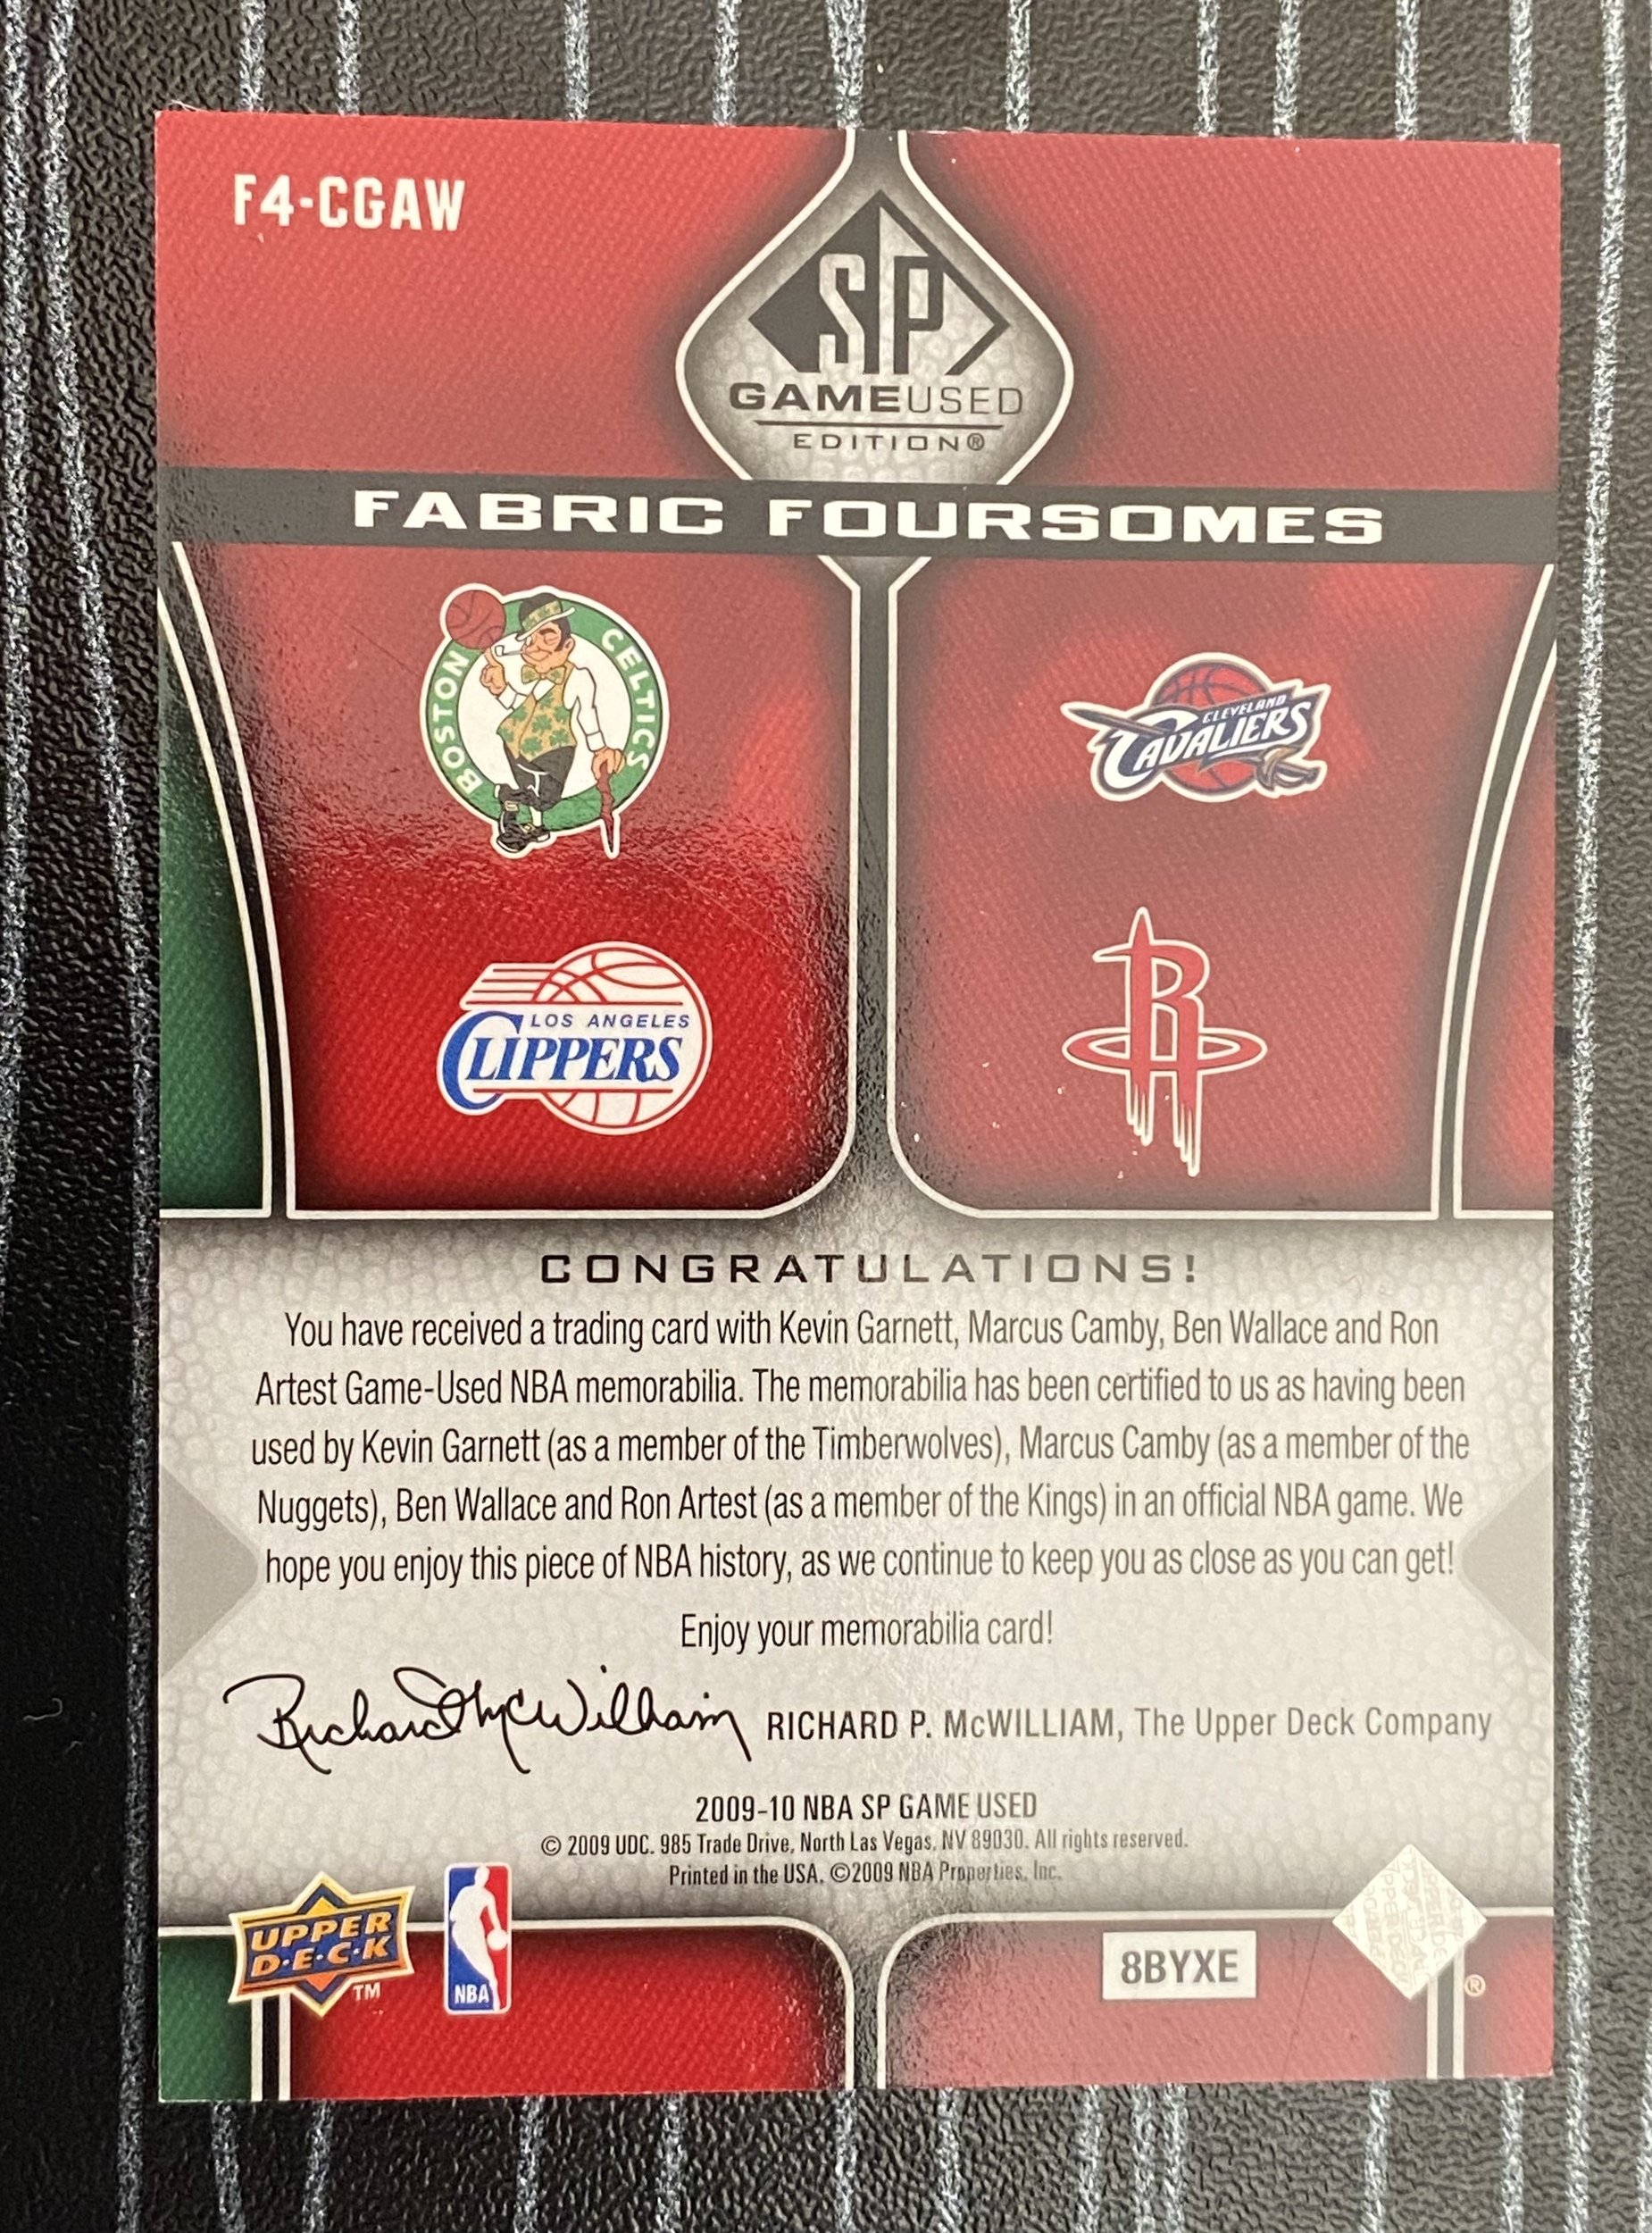 F4-CGAW
SP
GAMEUSED
EDITION®
FABRIC FOURSOMES
BOSTON CELTICS
CLEVELAND
CAVALIERS
LOS ANGELES
CLIPPERS
R
CONGRATULATIONS!
You have received a trading card with Kevin Garnett, Marcus Camby, Ben Wallace and Ron
Artest Game-Used NBA memorabilia. The memorabilia has been certified to us as having been
used by Kevin Garnett (as a member of the Timberwolves), Marcus Camby (as a member of the
Nuggets), Ben Wallace and Ron Artest (as a member of the Kings) in an official NBA game. We
hope you enjoy this piece of NBA history, as we continue to keep you as close as you can get!
Enjoy your memorabilia card!
Richard McWilliam RICHARD P. McWILLIAM, The Upper Deck Company
2009-10 NBA SP GAME USED
© 2009 UDC. 985 Trade Drive, North Las Vegas, NV 89030. All rights reserved.
Printed in the USA. ©2009 NBA Properties, Inc.
UPPER
D·E·C·K
TM
NBA
8BYXE
®